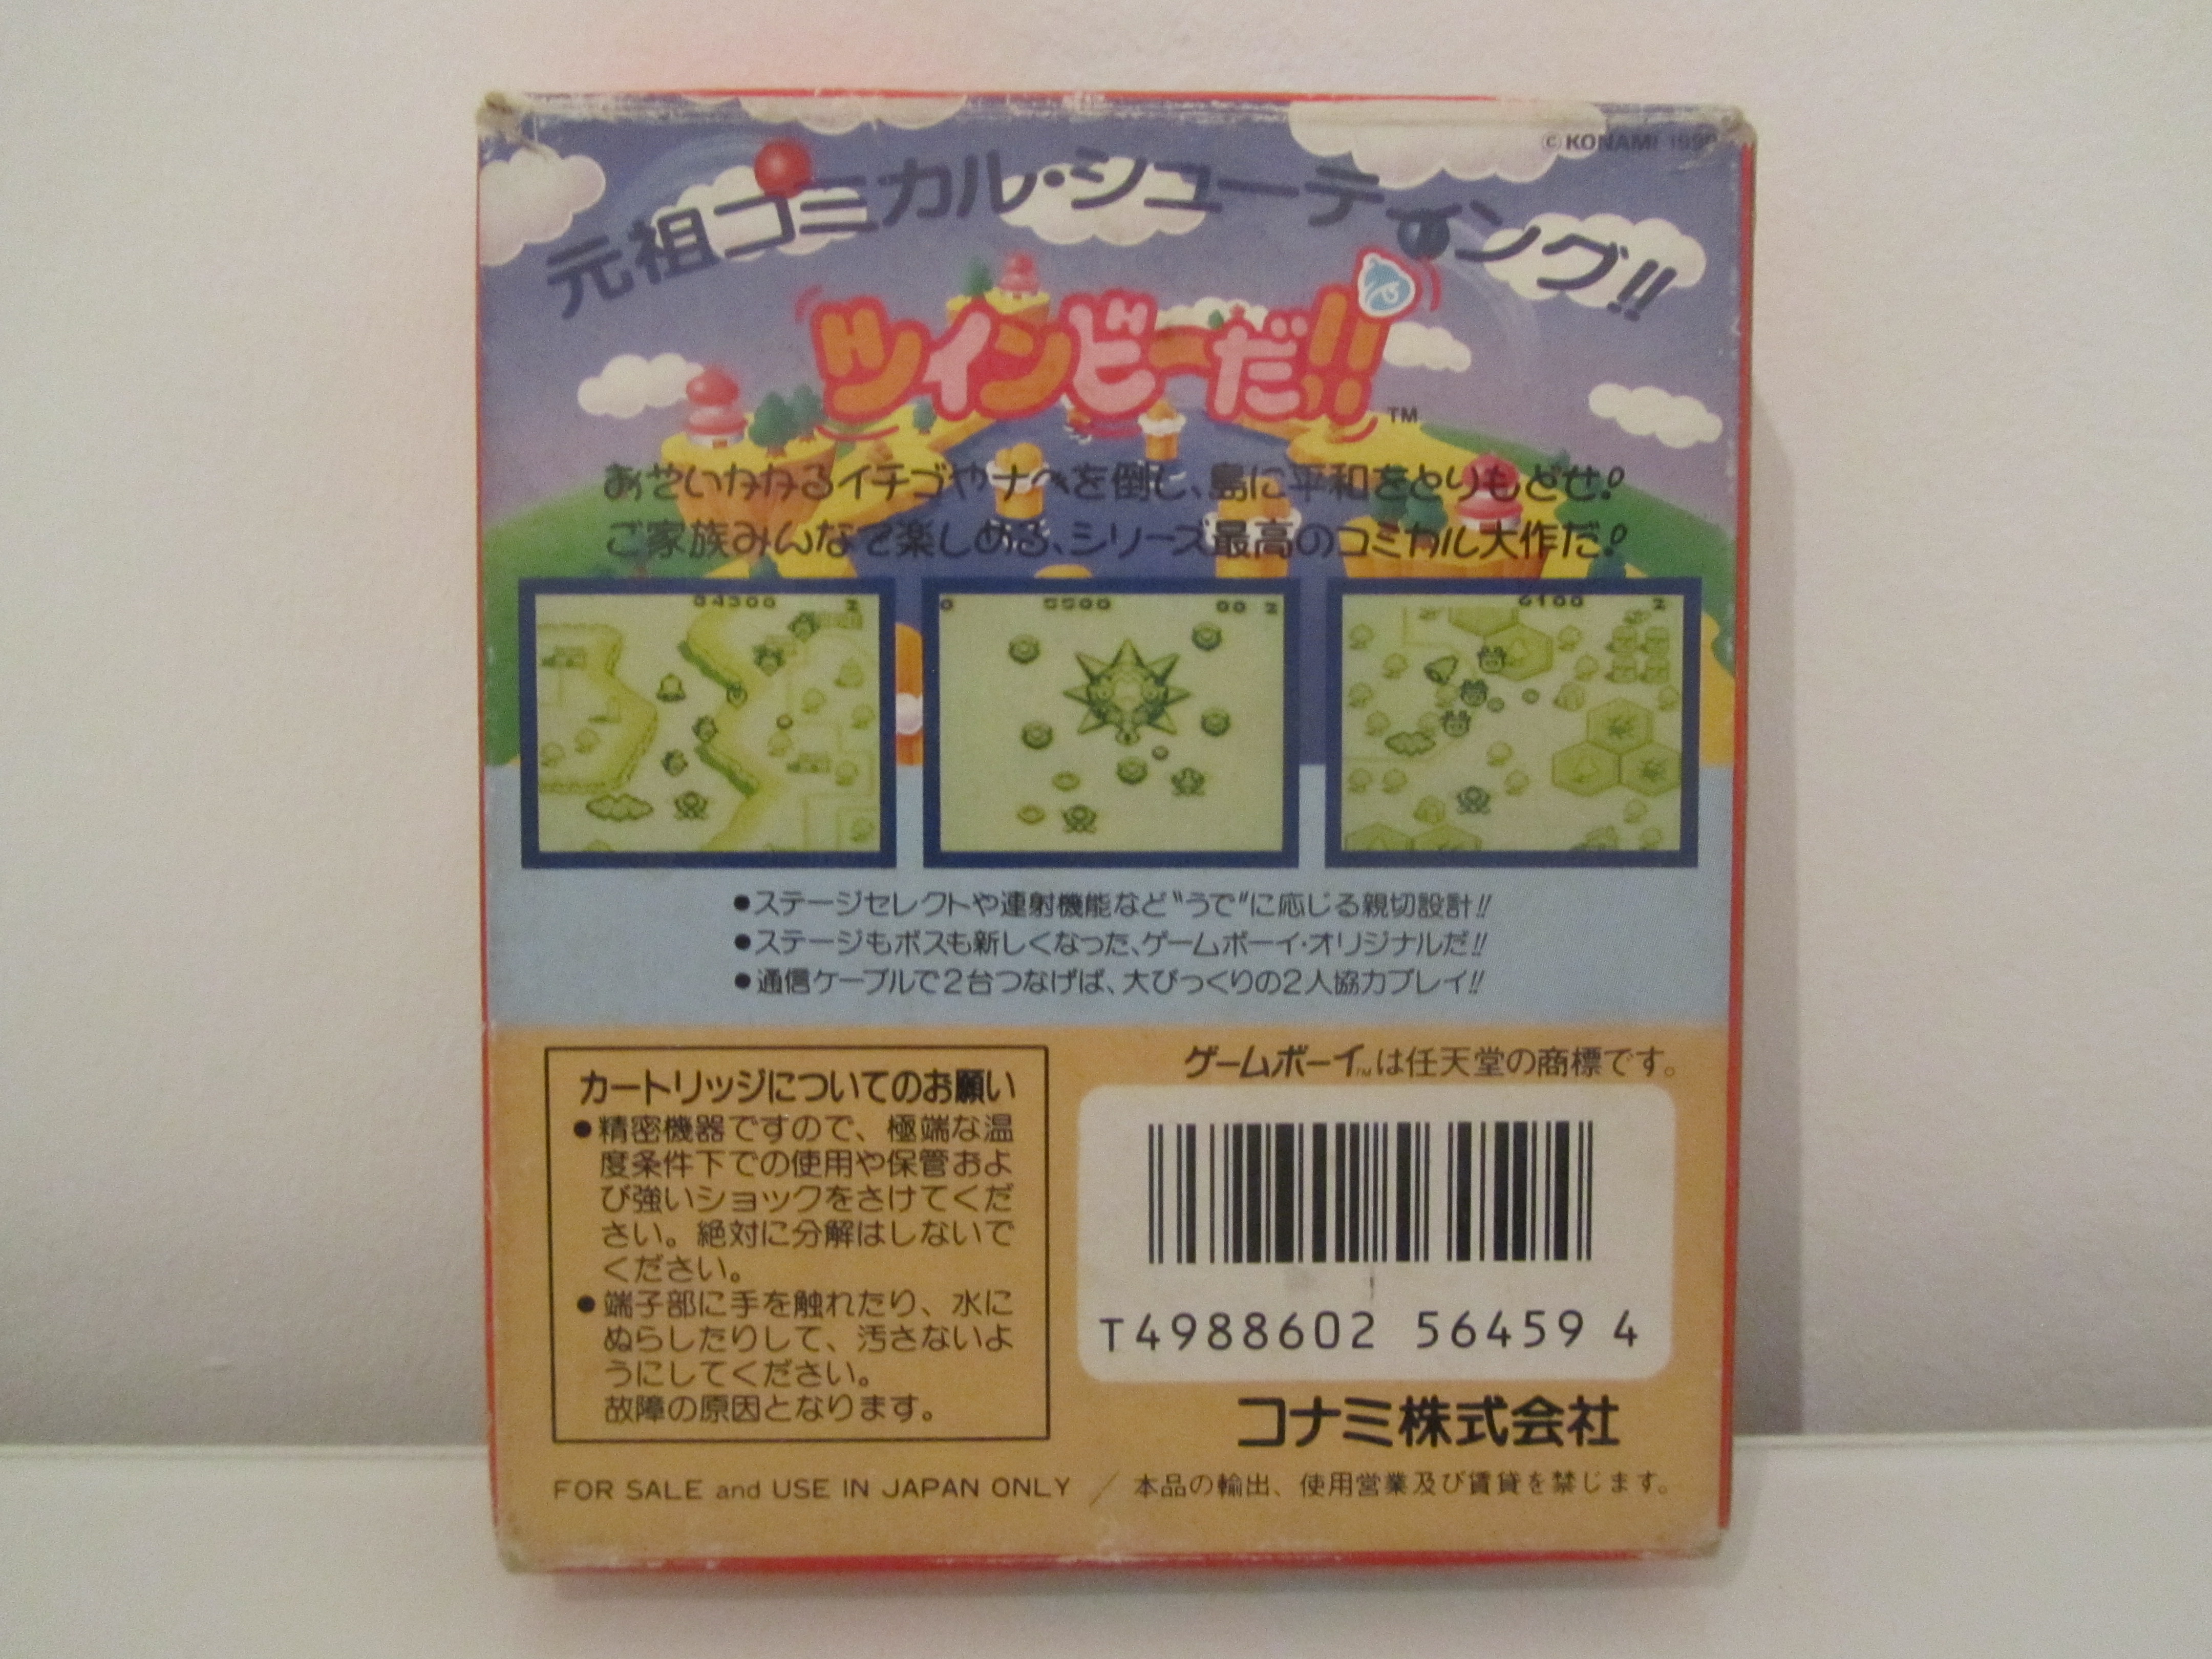 ©KONAMI 1990
元祖コミカル・シューティング!!
ツインビーだ!!
TM
おそいかかるイチゴやナベを倒し、島に平和をとりもどせ!
ご家族みんなで楽しめる、シリーズ最高のコミカル大作だ!
04300 2
0 5500 00 2
6100 2
●ステージセレクトや連射機能など"うで"に応じる親切設計!!
●ステージもボスも新しくなった、ゲームボーイ・オリジナルだ!!
●通信ケーブルで2台つなげば、大びっくりの2人協力プレイ!!
カートリッジについてのお願い
●精密機器ですので、極端な温
度条件下での使用や保管およ
び強いショックをさけてくだ
さい。絶対に分解はしないで
ください。
●端子部に手を触れたり、水に
ぬらしたりして、汚さないよ
うにしてください。
故障の原因となります。
ゲームボーイTMは任天堂の商標です。
T4988602 56459 4
コナミ株式会社
FOR SALE and USE IN JAPAN ONLY / 本品の輸出、使用営業及び賃貸を禁じます。